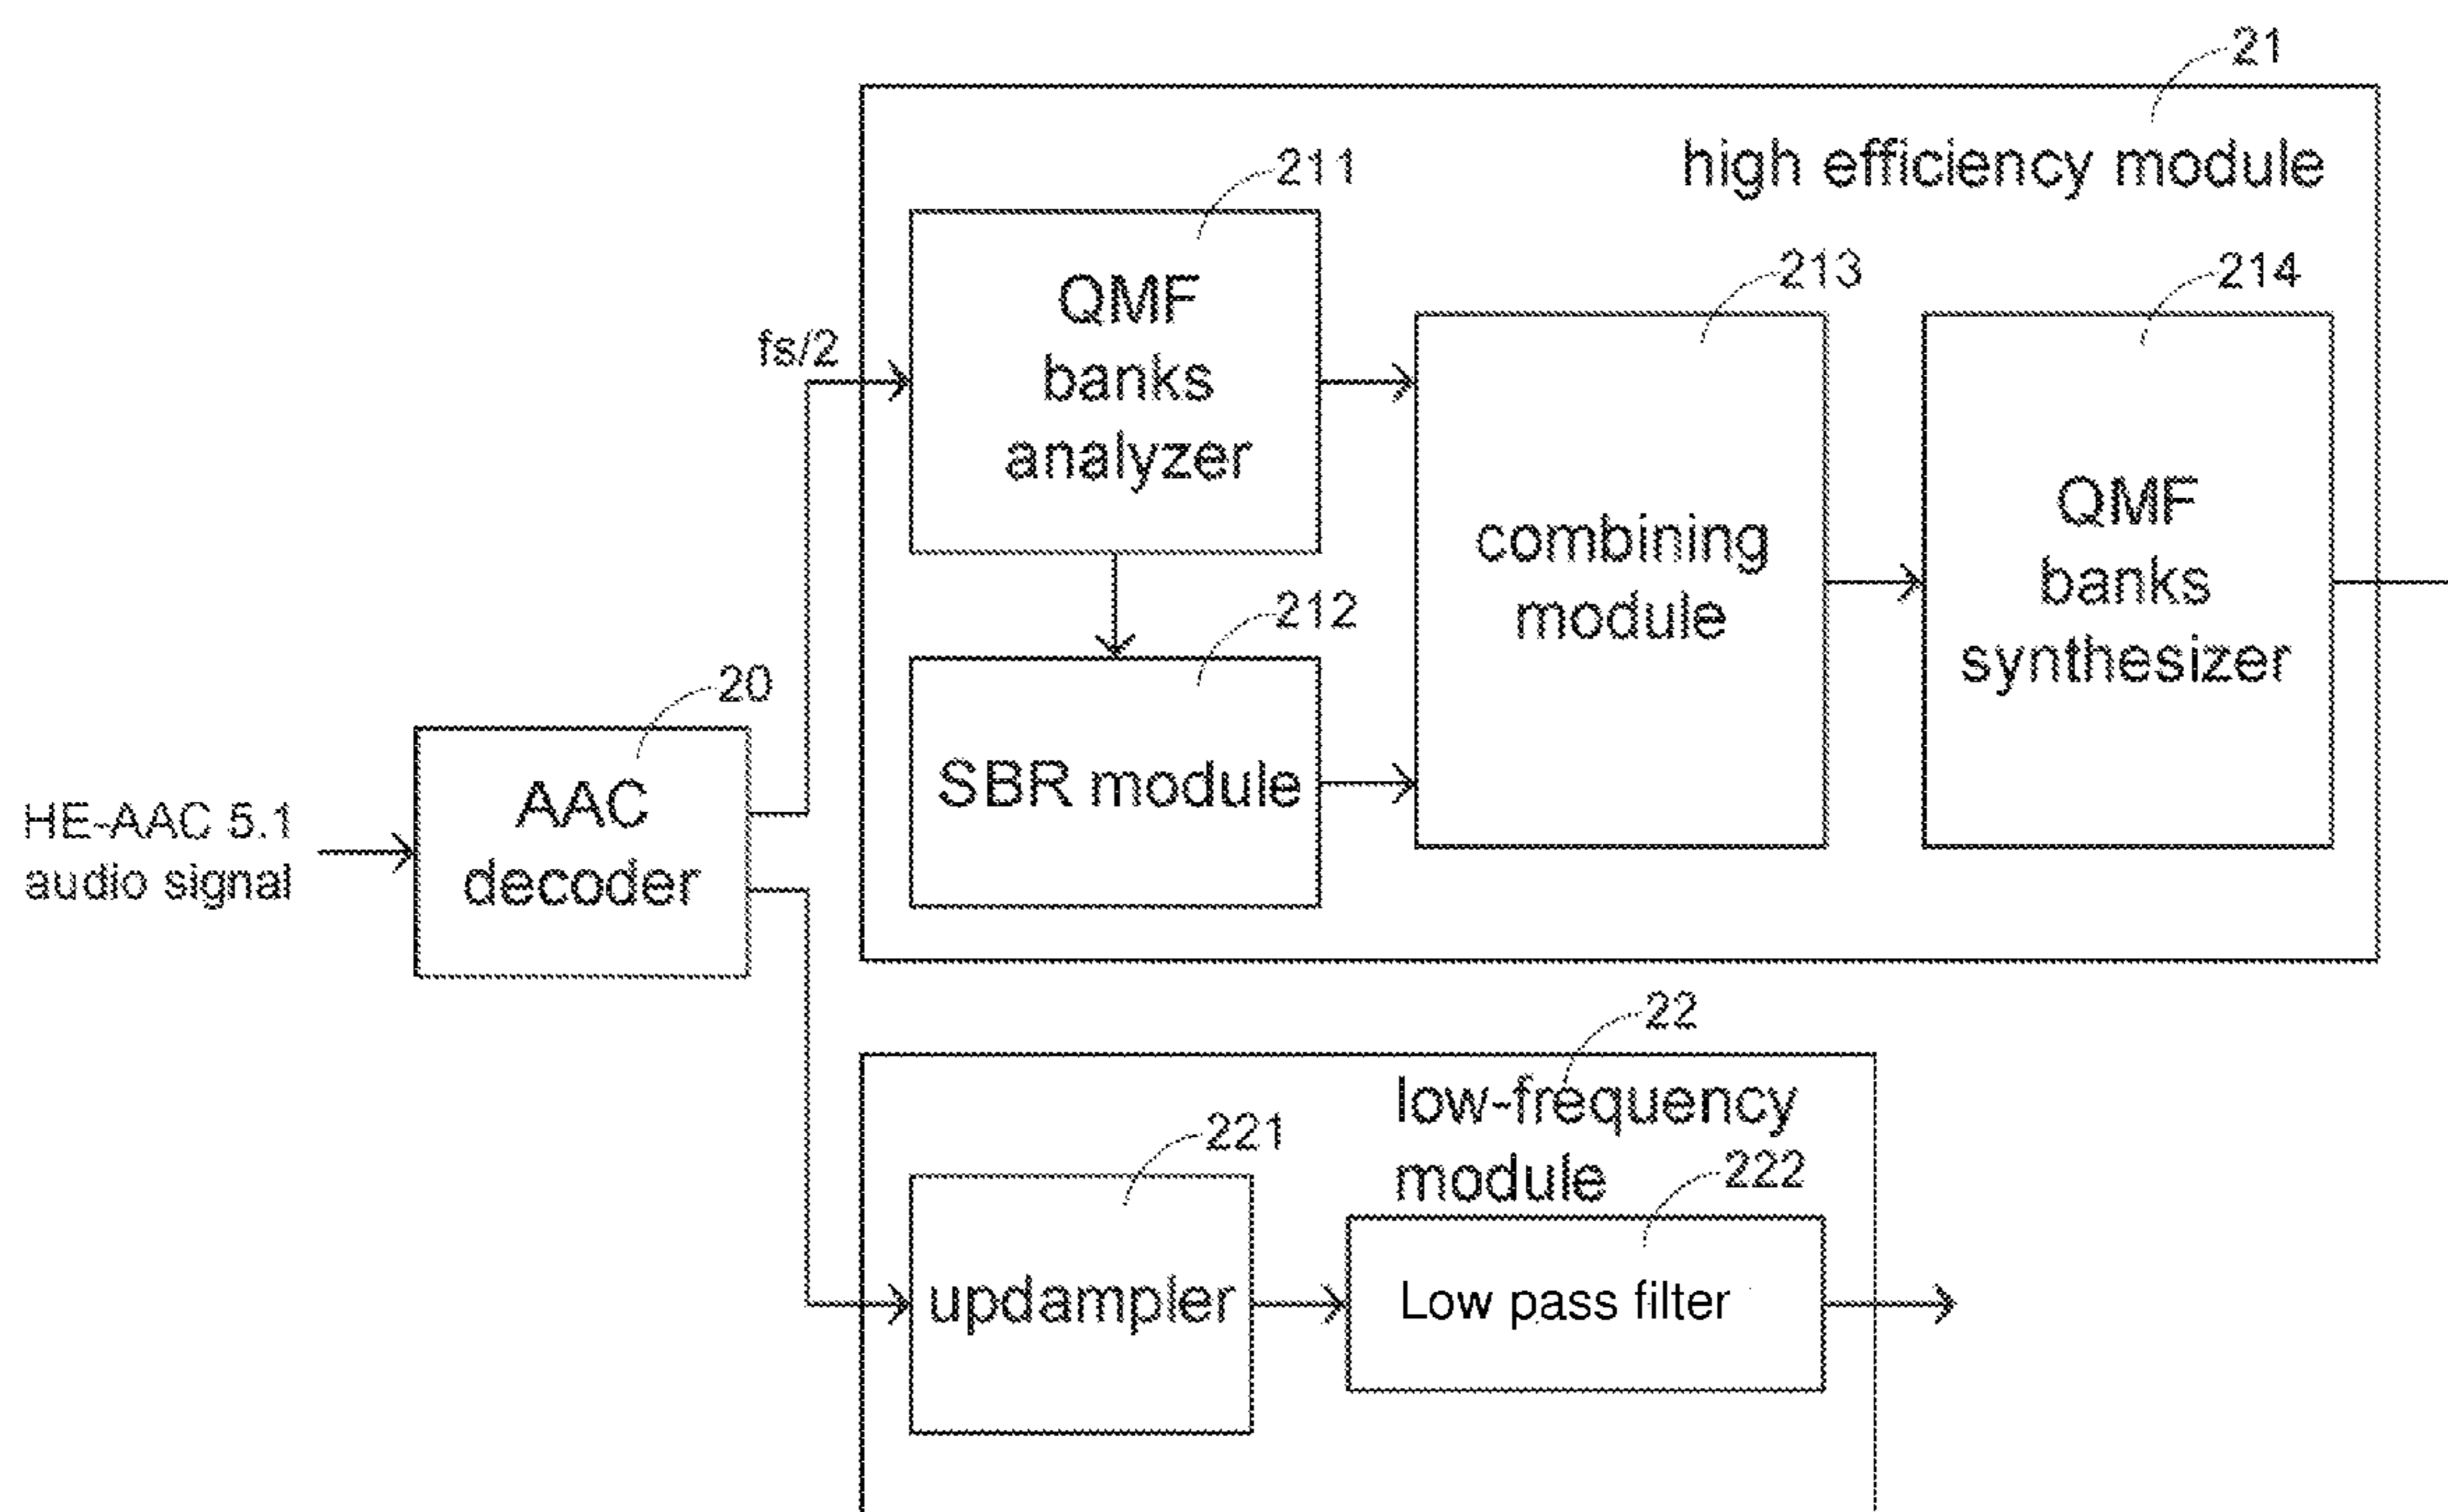 21
high efficiency module
211
QMF
banks
analyzer
213
214
fs/2
combining
module
QMF
banks
synthesizer
212
SBR module
20
AAC
decoder
HE-AAC 5.1
audio signal
22
low-frequency
module
221
222
updampler
Low pass filter